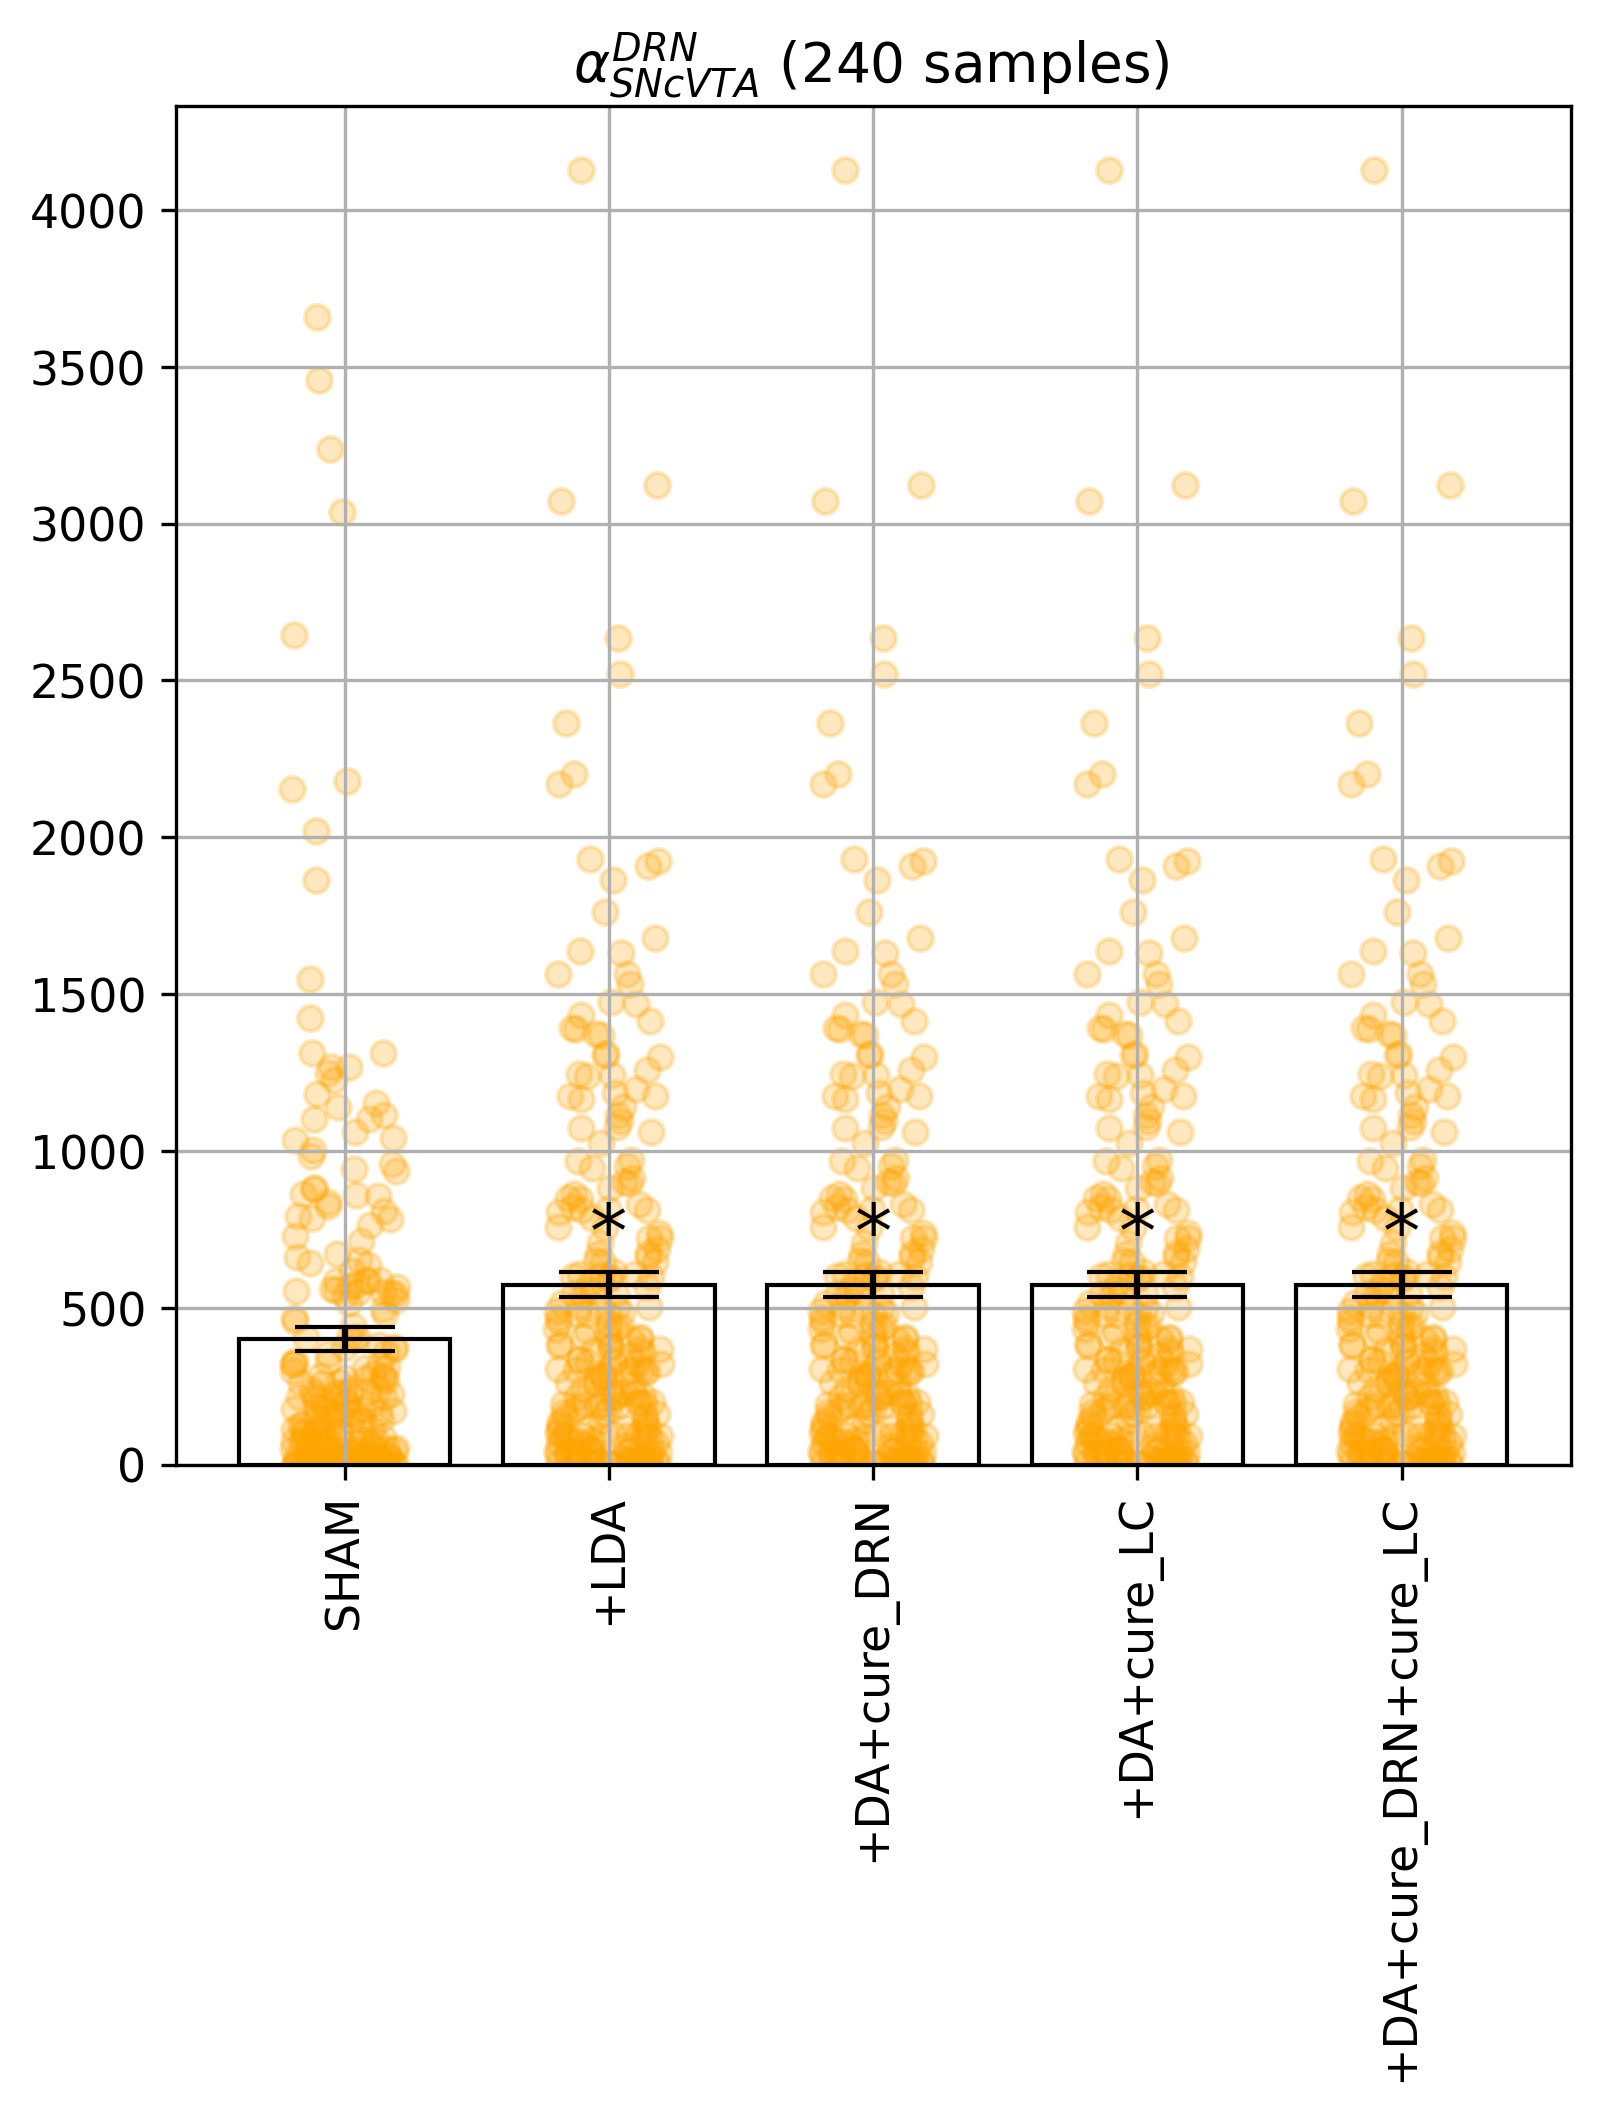 α^{DRN}_{SNcVTA} (240 samples)
4000
3500
3000
2500
2000
1500
1000
500
0
*
*
*
*
SHAM
+LDA
+DA+cure_DRN
+DA+cure_LC
+DA+cure_DRN+cure_LC